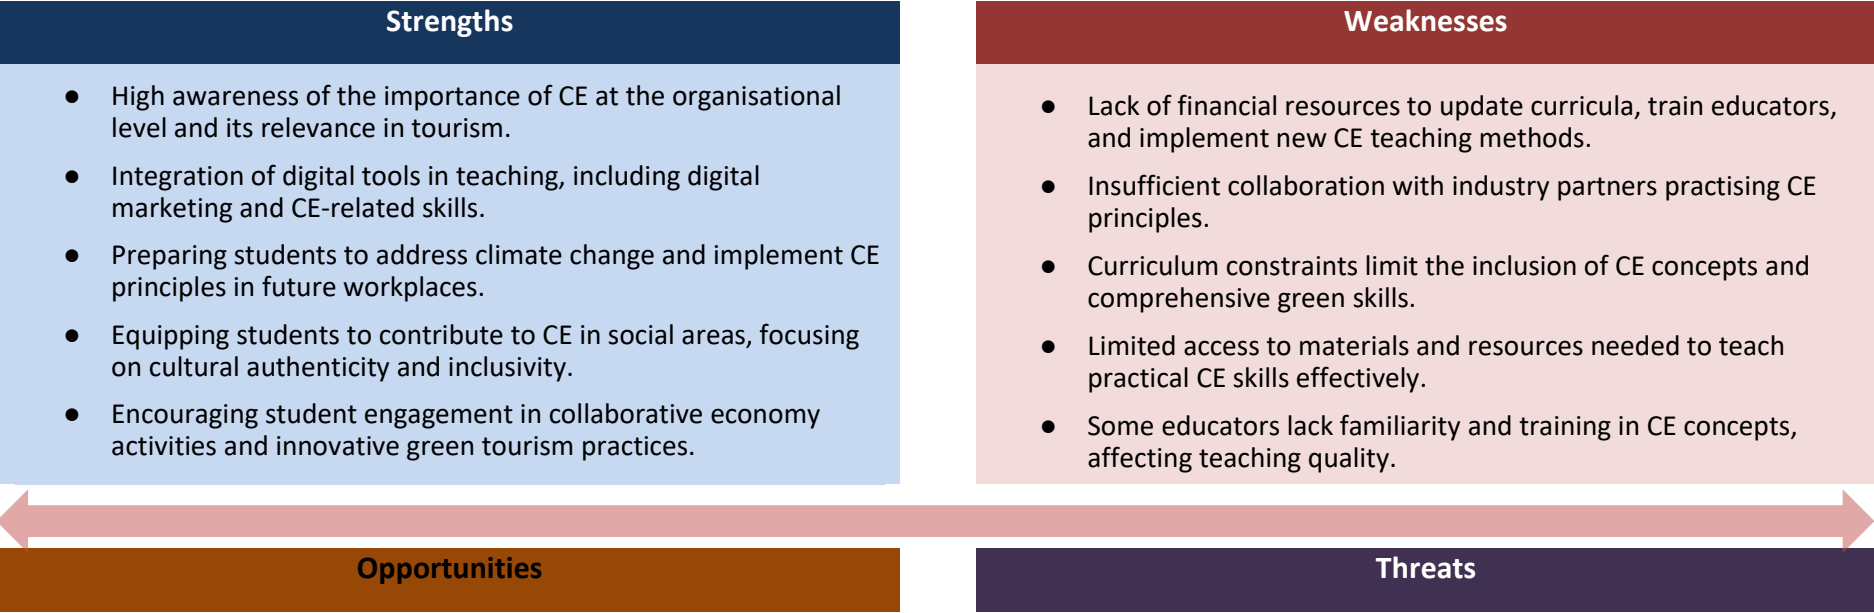 Strengths
● High awareness of the importance of CE at the organisational
level and its relevance in tourism.
● Integration of digital tools in teaching, including digital
marketing and CE-related skills.
● Preparing students to address climate change and implement CE
principles in future workplaces.
● Equipping students to contribute to CE in social areas, focusing
on cultural authenticity and inclusivity.
● Encouraging student engagement in collaborative economy
activities and innovative green tourism practices.
Weaknesses
● Lack of financial resources to update curricula, train educators,
and implement new CE teaching methods.
● Insufficient collaboration with industry partners practising CE
principles.
● Curriculum constraints limit the inclusion of CE concepts and
comprehensive green skills.
● Limited access to materials and resources needed to teach
practical CE skills effectively.
● Some educators lack familiarity and training in CE concepts,
affecting teaching quality.
Opportunities
Threats